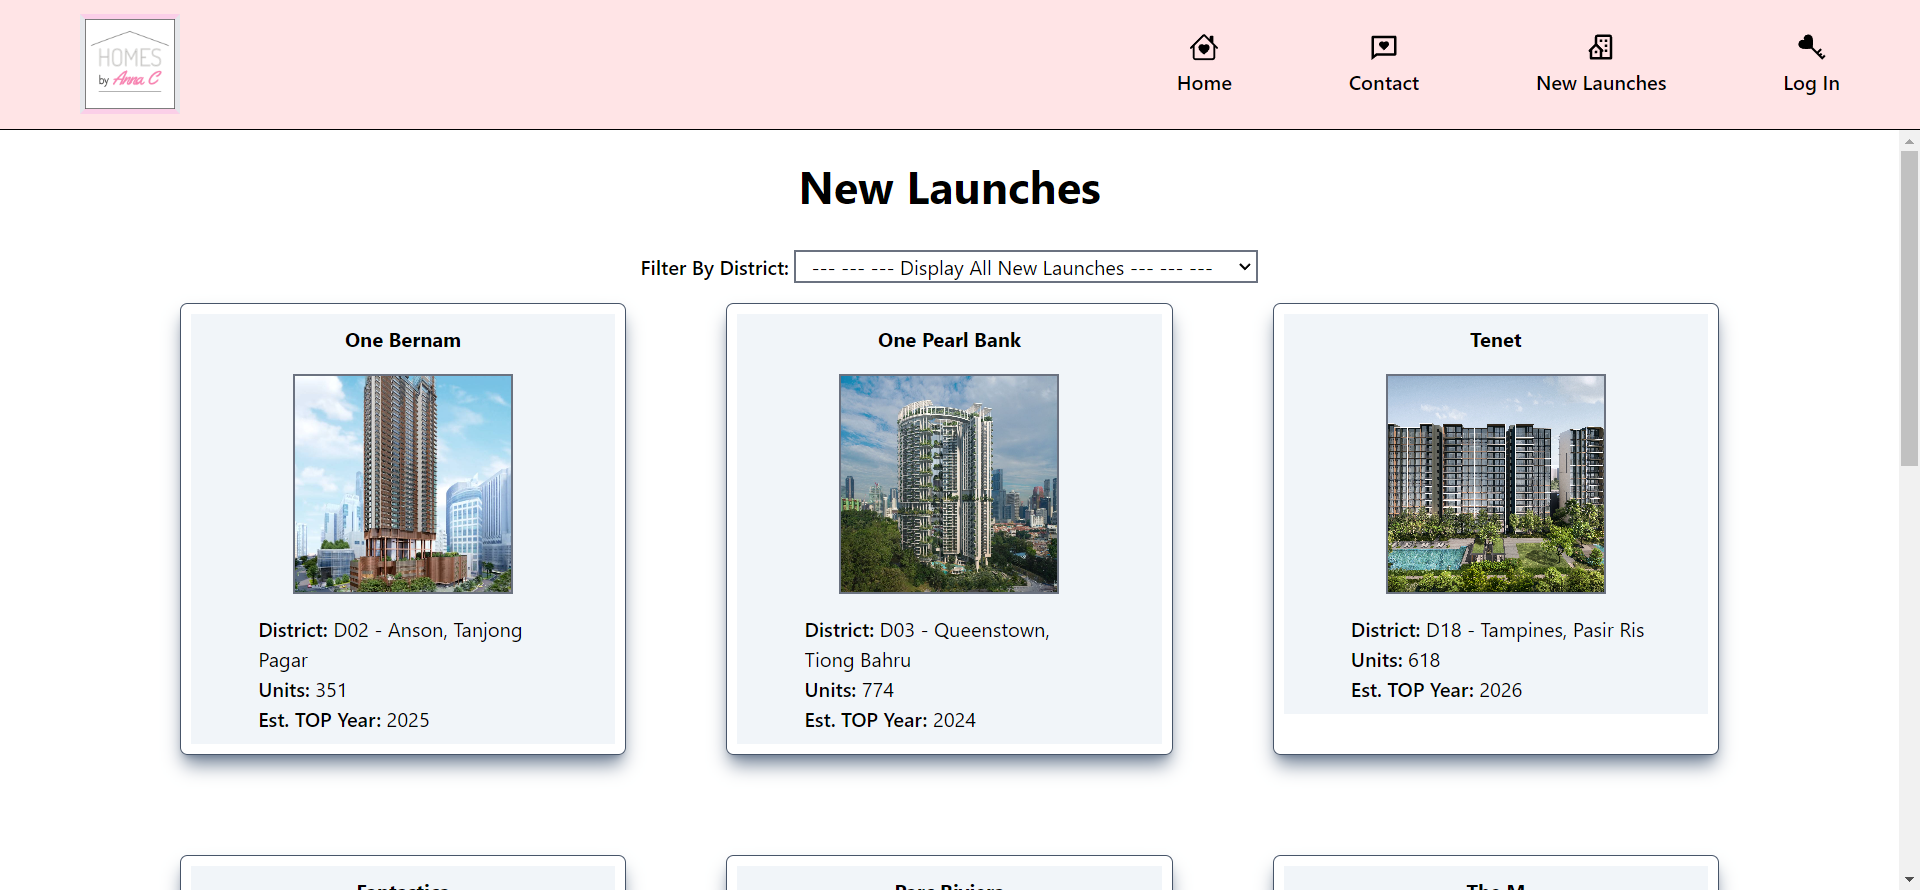 HOMES
by Anna C
Home
Contact
New Launches
Log In
New Launches
Filter By District:
--- --- --- Display All New Launches --- --- ---
One Bernam
District: D02 - Anson, Tanjong
Pagar
Units: 351
Est. TOP Year: 2025
One Pearl Bank
District: D03 - Queenstown,
Tiong Bahru
Units: 774
Est. TOP Year: 2024
Tenet
District: D18 - Tampines, Pasir Ris
Units: 618
Est. TOP Year: 2026
Parc Riviera
The M